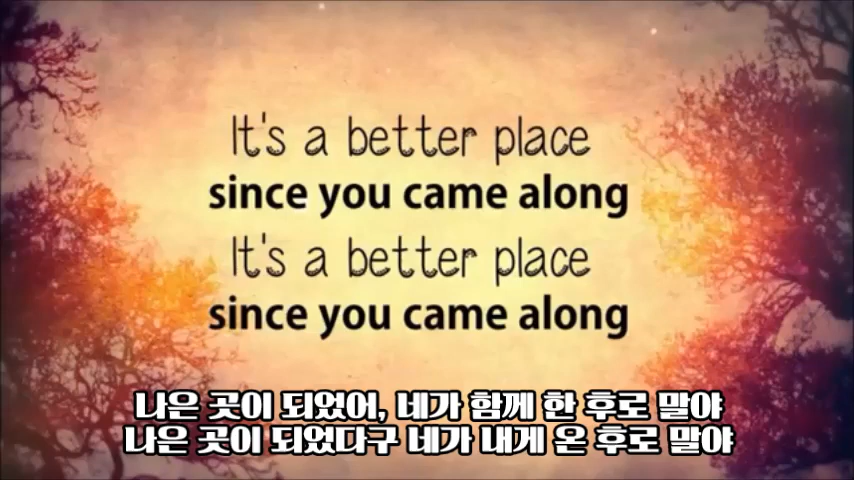 It's a better place
since you came along
It's a better place
since you came along
나은 곳이 되었어, 네가 함께 한 후로 말야
나은 곳이 되었다구 네가 내게 온 후로 말야